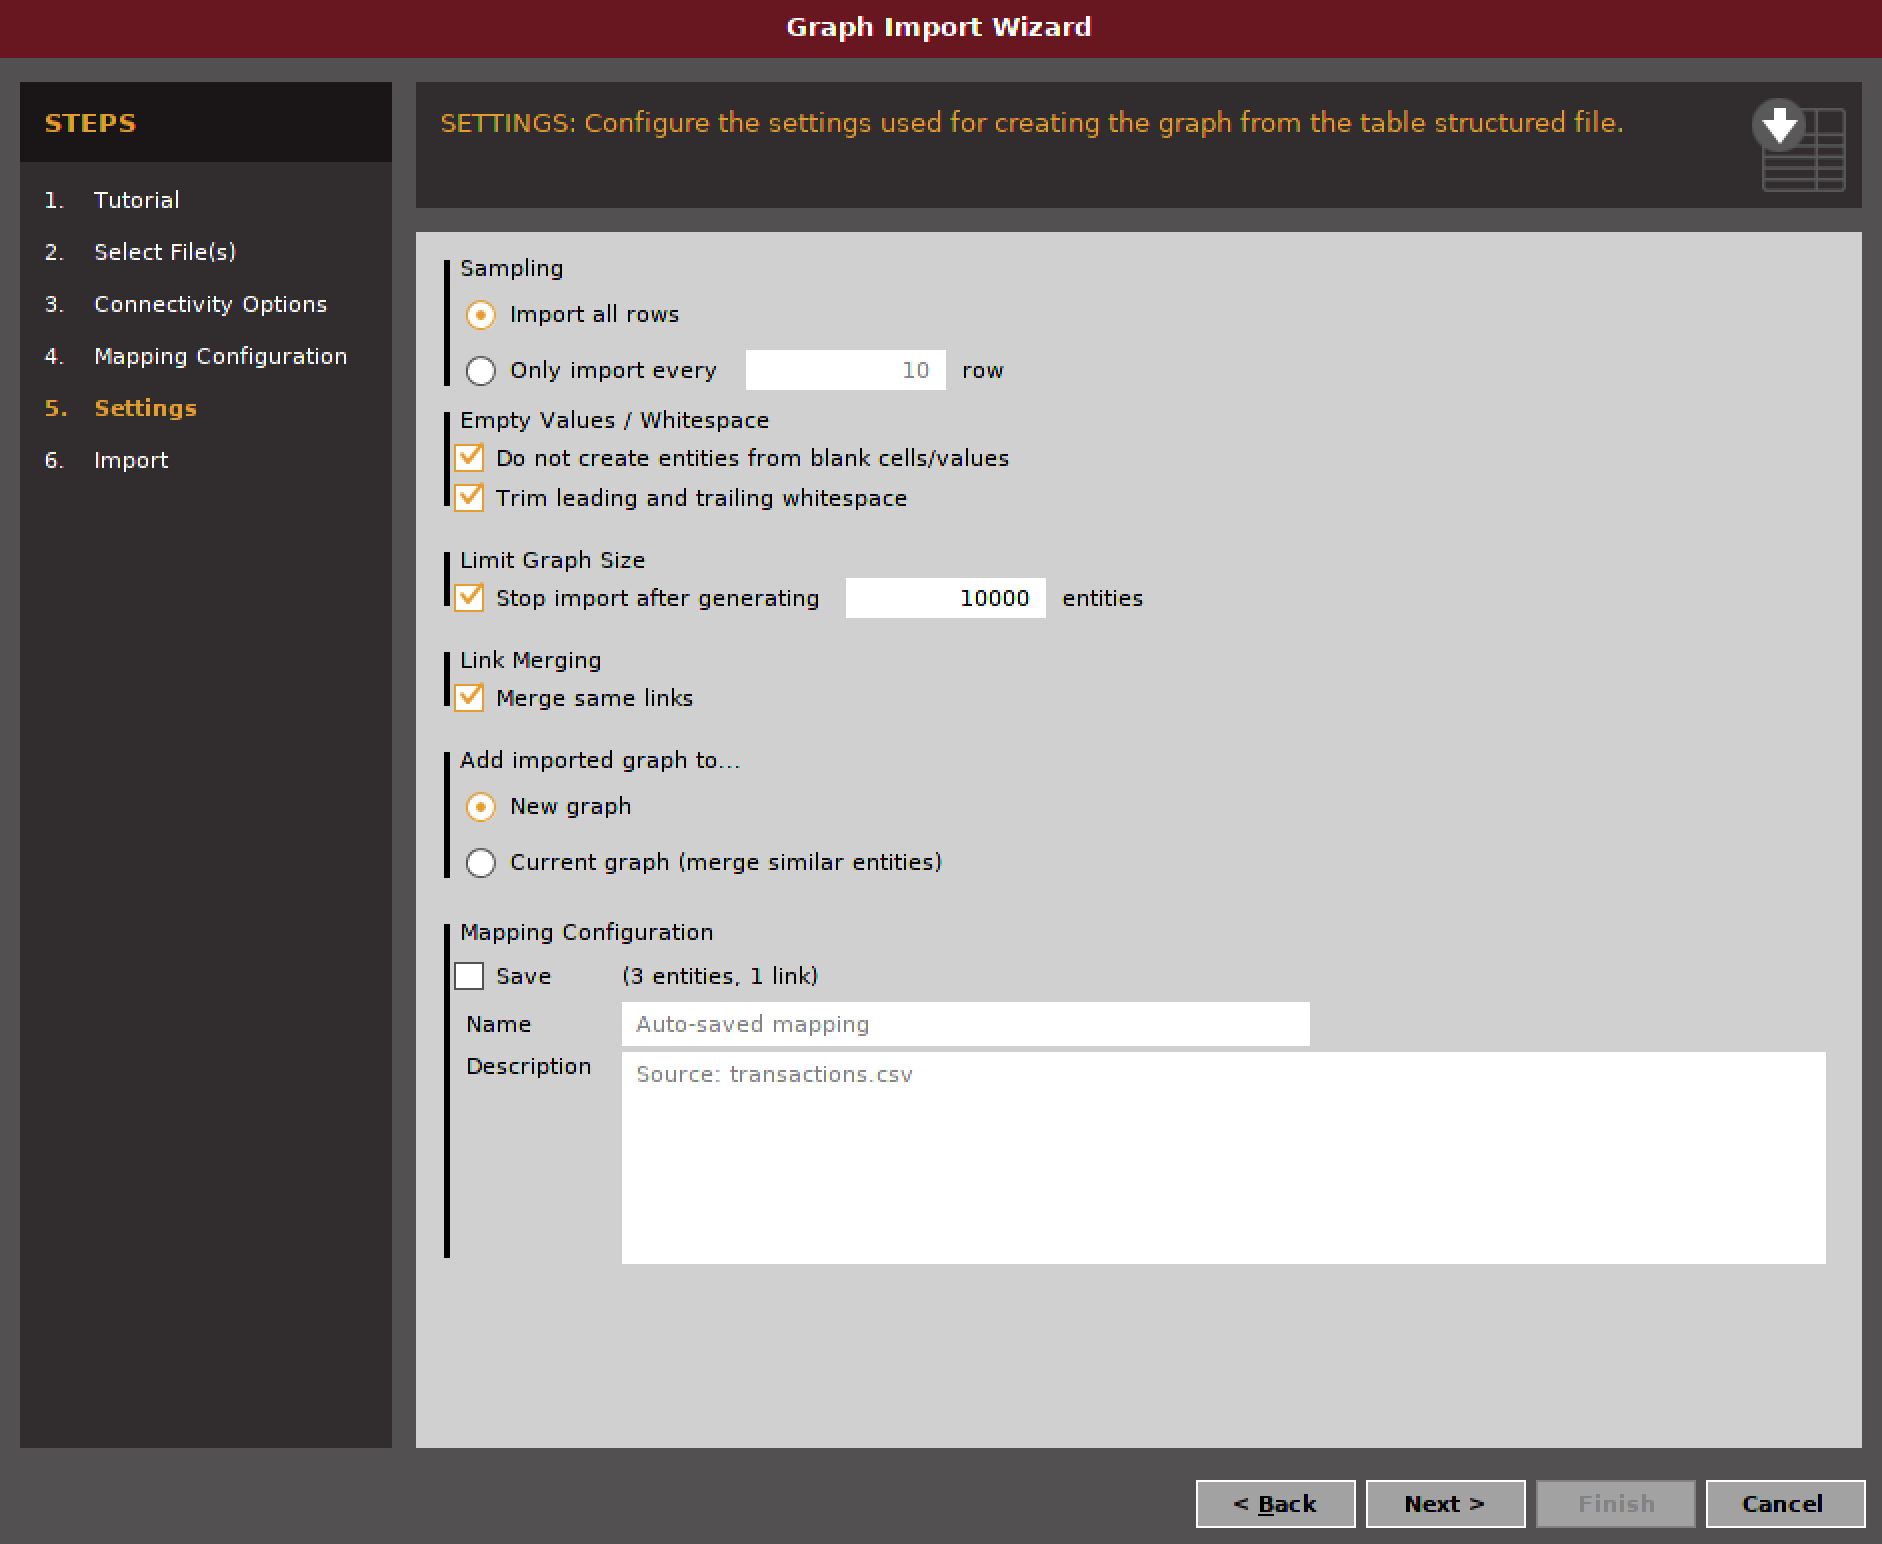 Graph Import Wizard
STEPS
1. Tutorial
2. Select File(s)
3. Connectivity Options
4. Mapping Configuration
5. Settings
6. Import
SETTINGS: Configure the settings used for creating the graph from the table structured file.
Sampling
Import all rows
Only import every 10 row
Empty Values / Whitespace
Do not create entities from blank cells/values
Trim leading and trailing whitespace
Limit Graph Size
Stop import after generating 10000 entities
Link Merging
Merge same links
Add imported graph to...
New graph
Current graph (merge similar entities)
Mapping Configuration
Save (3 entities, 1 link)
Name Auto-saved mapping
Description Source: transactions.csv
< Back Next > Finish Cancel